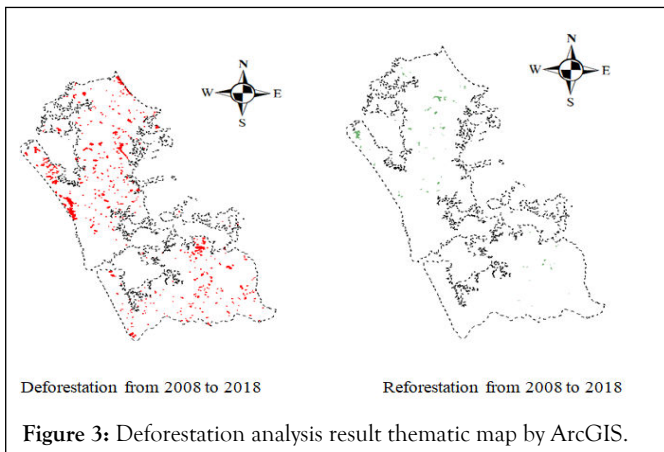 N
W E
S
N
W E
S
Deforestation from 2008 to 2018
Reforestation from 2008 to 2018
Figure 3: Deforestation analysis result thematic map by ArcGIS.